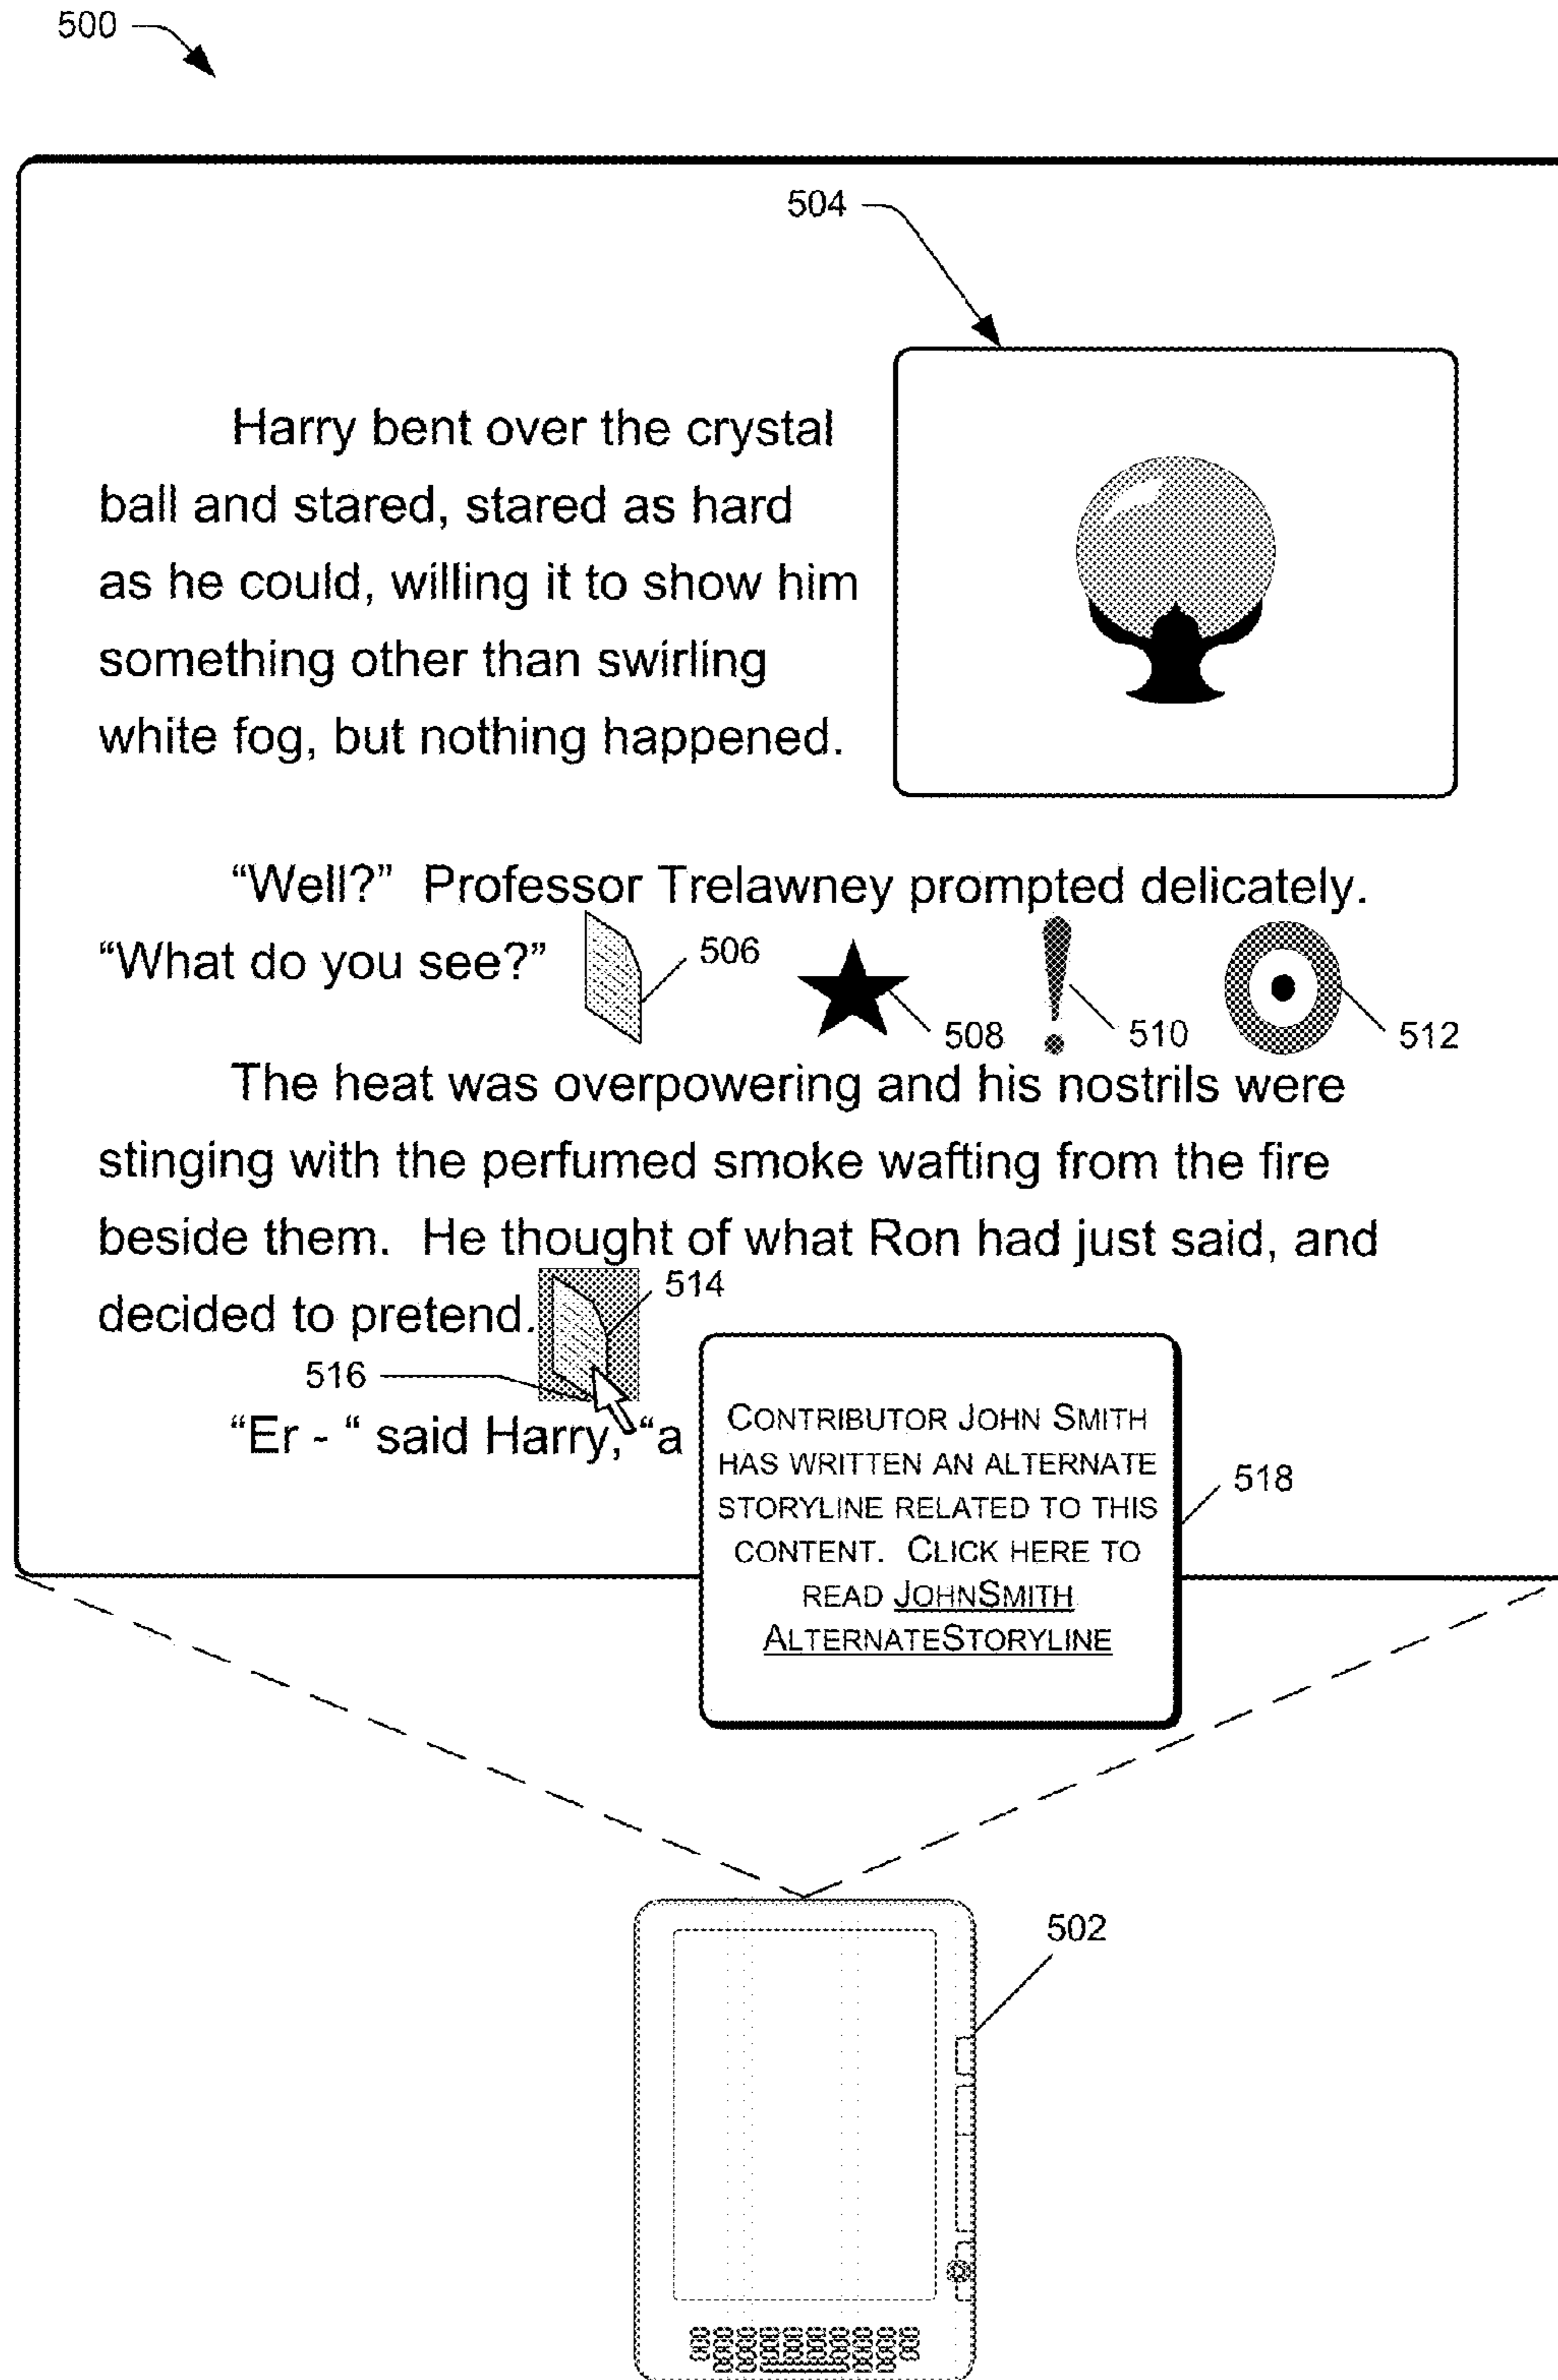 500
504
Harry bent over the crystal
ball and stared, stared as hard
as he could, willing it to show him
something other than swirling
white fog, but nothing happened.
“Well?”  Professor Trelawney prompted delicately.
“What do you see?”
506
508
510
512
The heat was overpowering and his nostrils were
stinging with the perfumed smoke wafting from the fire
beside them.  He thought of what Ron had just said, and
decided to pretend.
514
516
“Er - “ said Harry, “a
CONTRIBUTOR JOHN SMITH
HAS WRITTEN AN ALTERNATE
STORYLINE RELATED TO THIS
CONTENT.  CLICK HERE TO
READ JOHNSMITH
ALTERNATESTORYLINE
518
502